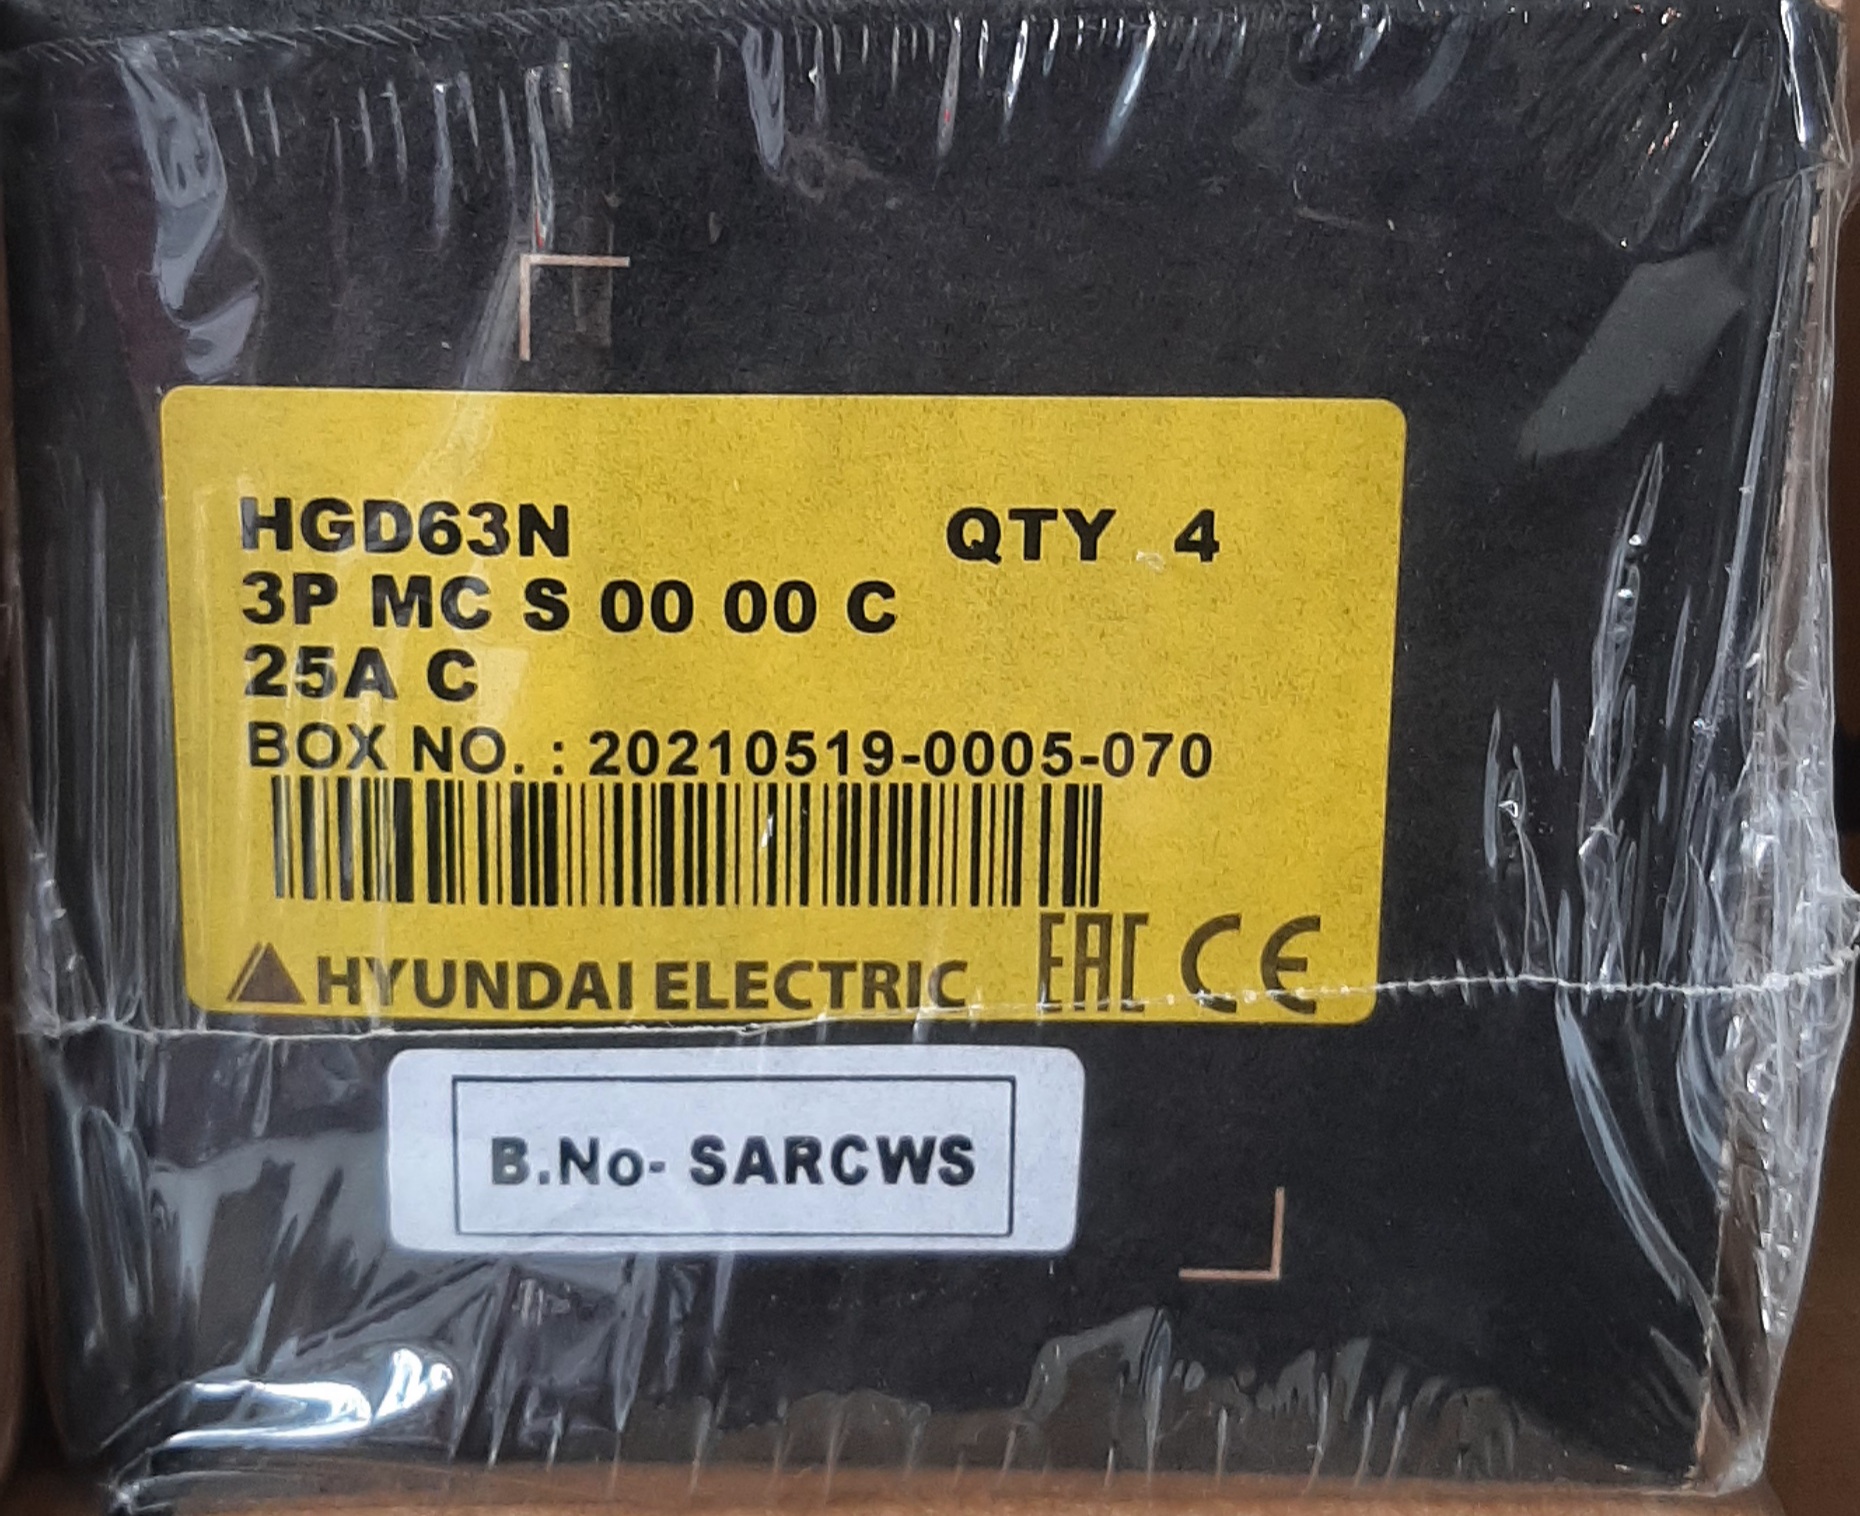 HGD63N QTY 4
3P MC S 00 00 C
25A C
BOX NO. : 20210519-0005-070
HYUNDAI ELECTRIC EAC CE
B.No- SARCWS